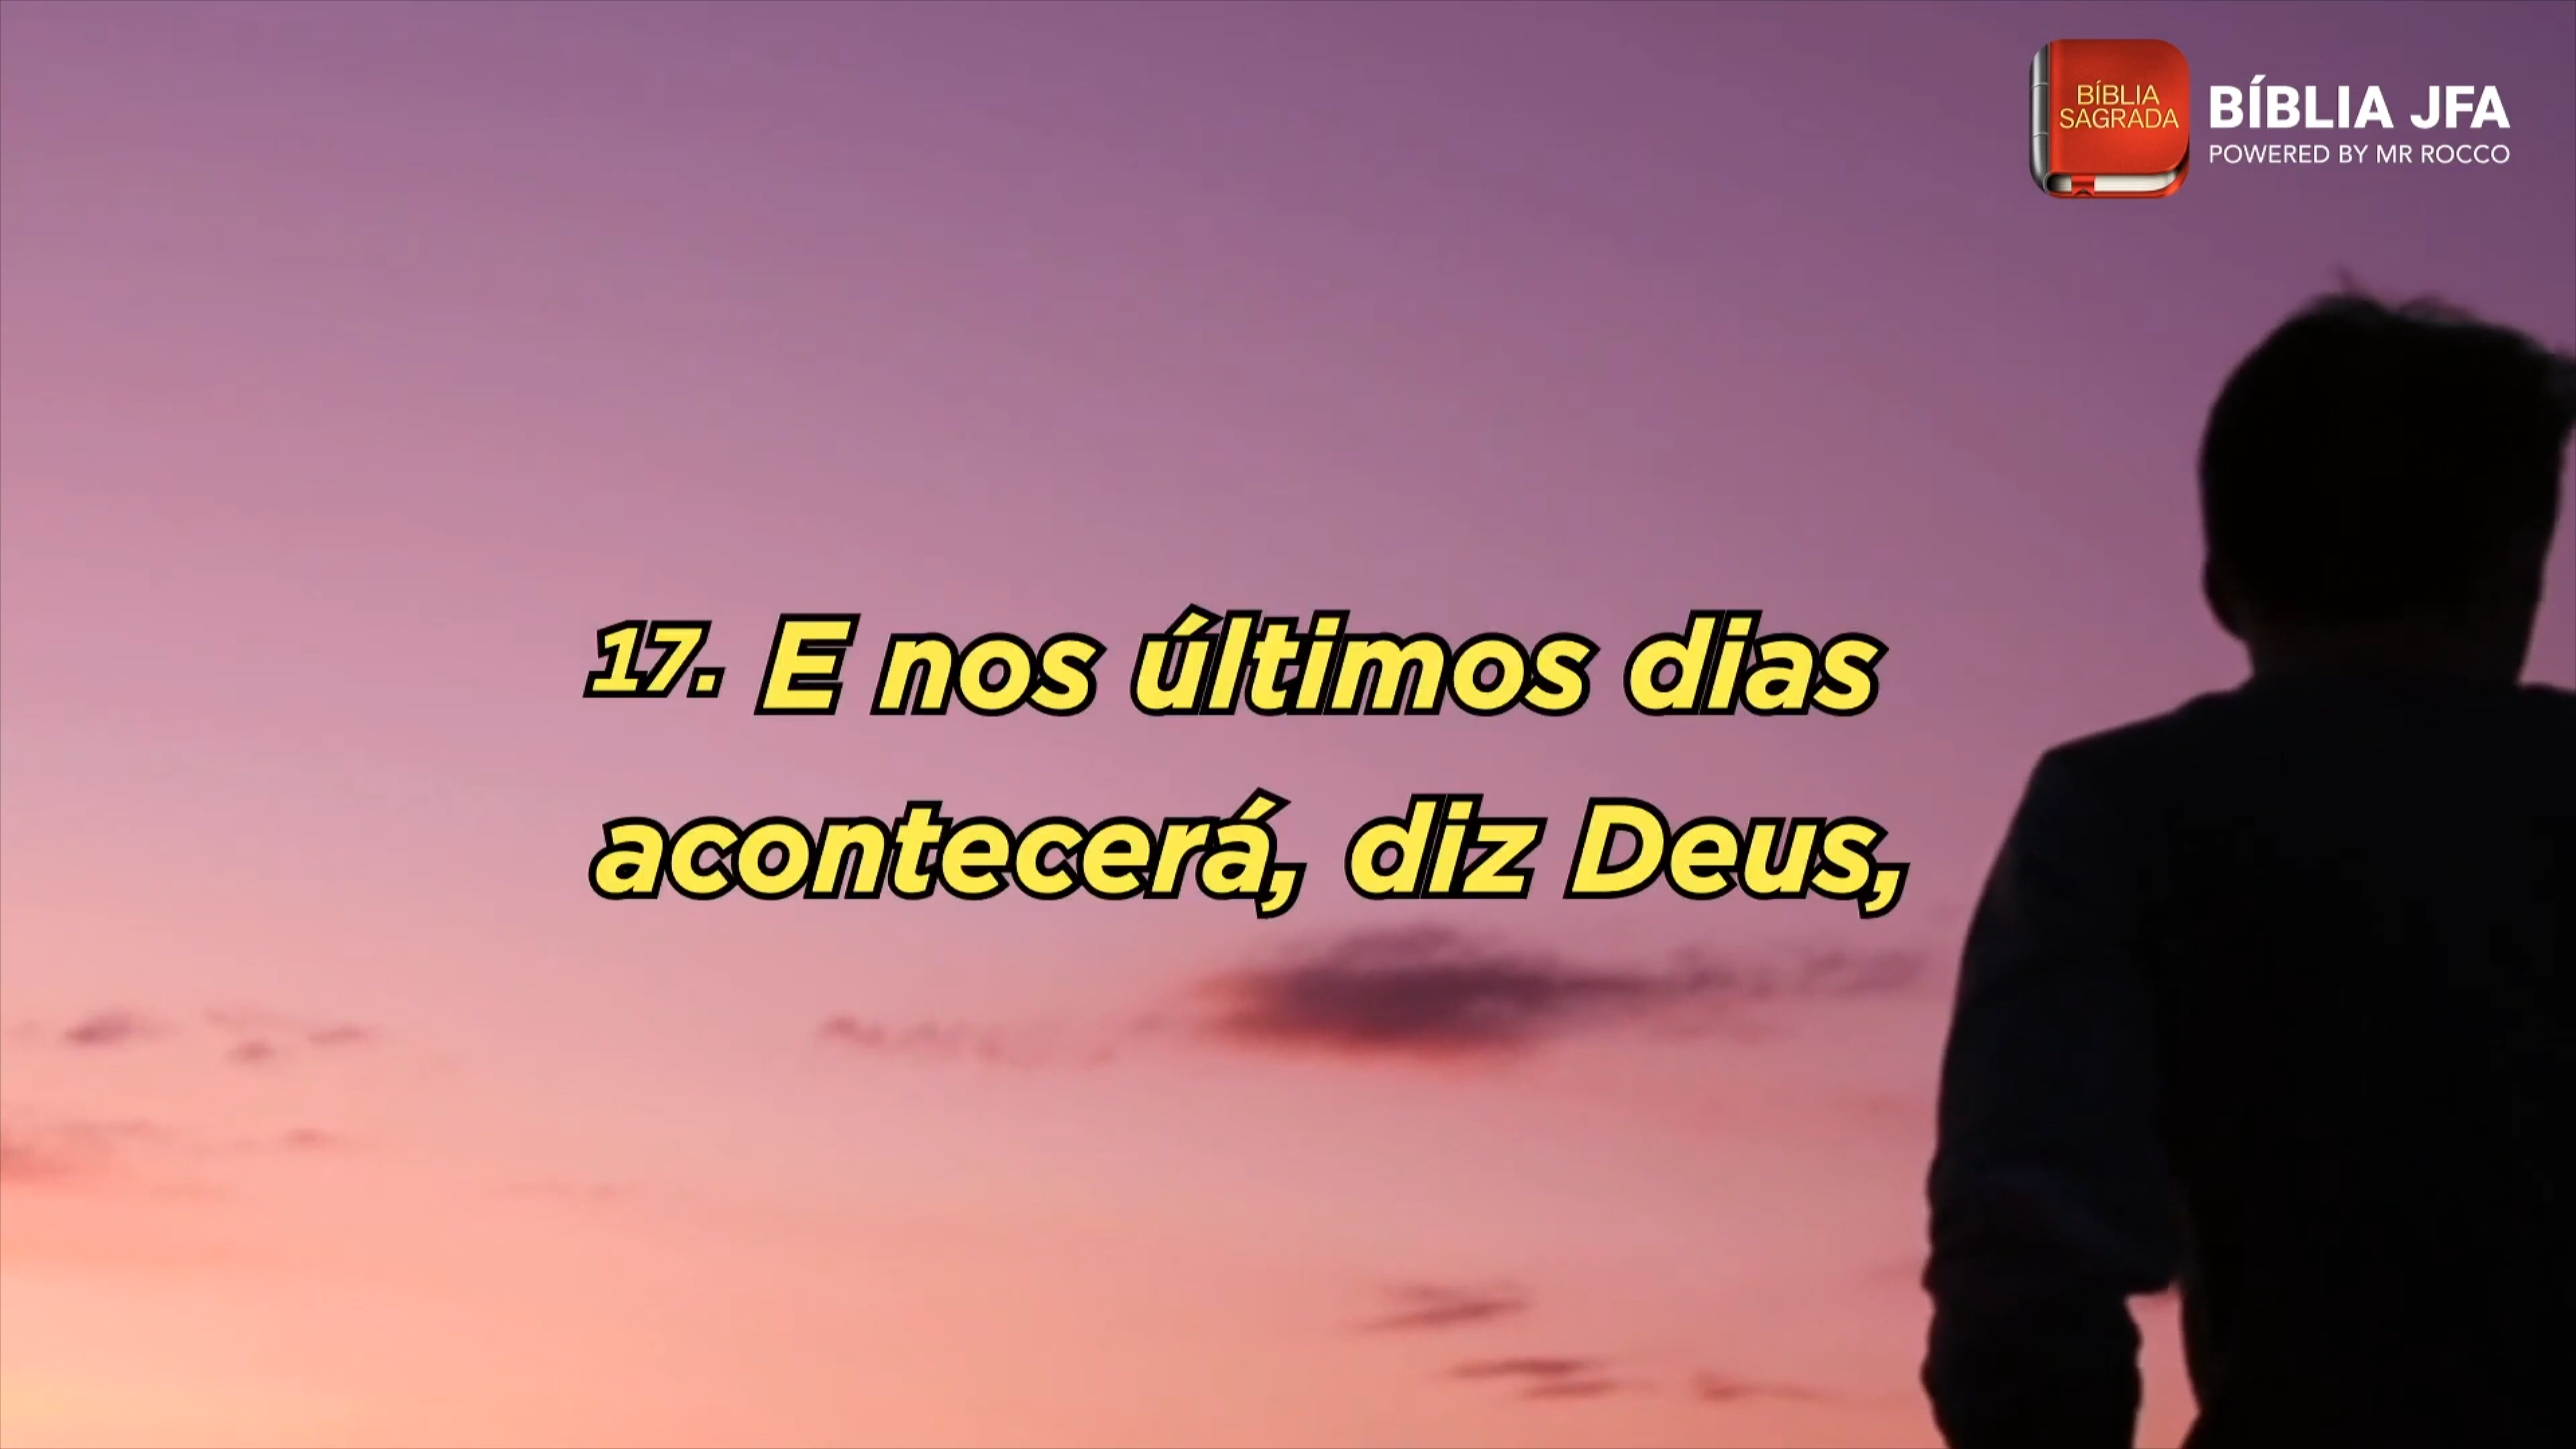 BÍBLIA
SAGRADA
BÍBLIA JFA
POWERED BY MR ROCCO
17. E nos últimos dias
acontecerá, diz Deus,